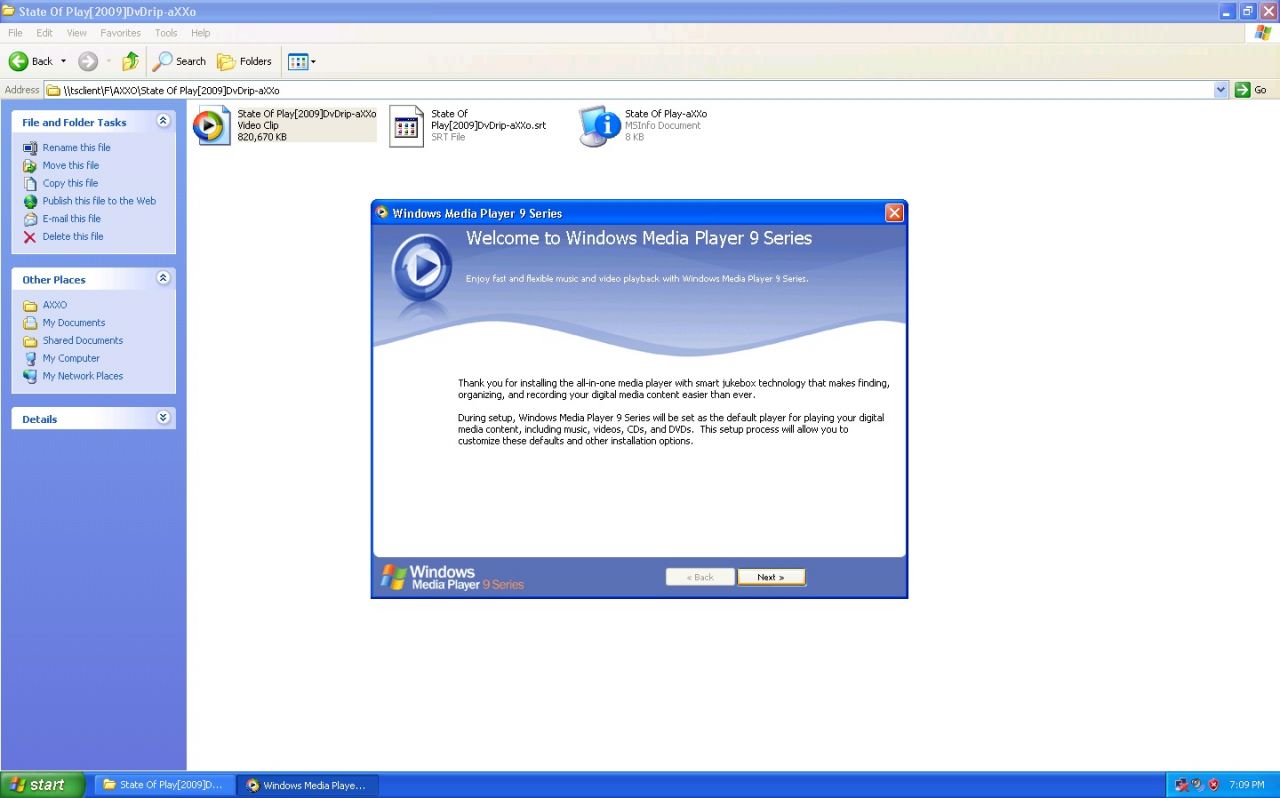 State Of Play[2009]DvDrip-aXXo
File Edit View Favorites Tools Help
Back Search Folders
Address \\tsclient\F\AXXO\State Of Play[2009]DvDrip-aXXo Go
File and Folder Tasks
Rename this file
Move this file
Copy this file
Publish this file to the Web
E-mail this file
Delete this file
Other Places
AXXO
My Documents
Shared Documents
My Computer
My Network Places
Details
State Of Play[2009]DvDrip-aXXo
Video Clip
820,670 KB
State Of
Play[2009]DvDrip-aXXo.srt
SRT File
State Of Play-aXXo
MSInfo Document
8 KB
Windows Media Player 9 Series
Welcome to Windows Media Player 9 Series
Enjoy fast and flexible music and video playback with Windows Media Player 9 Series.
Thank you for installing the all-in-one media player with smart jukebox technology that makes finding,
organizing, and recording your digital media content easier than ever.
During setup, Windows Media Player 9 Series will be set as the default player for playing your digital
media content, including music, videos, CDs, and DVDs. This setup process will allow you to
customize these defaults and other installation options.
Windows
Media Player 9 Series
« Back Next »
start State Of Play[2009]D... Windows Media Playe... 7:09 PM